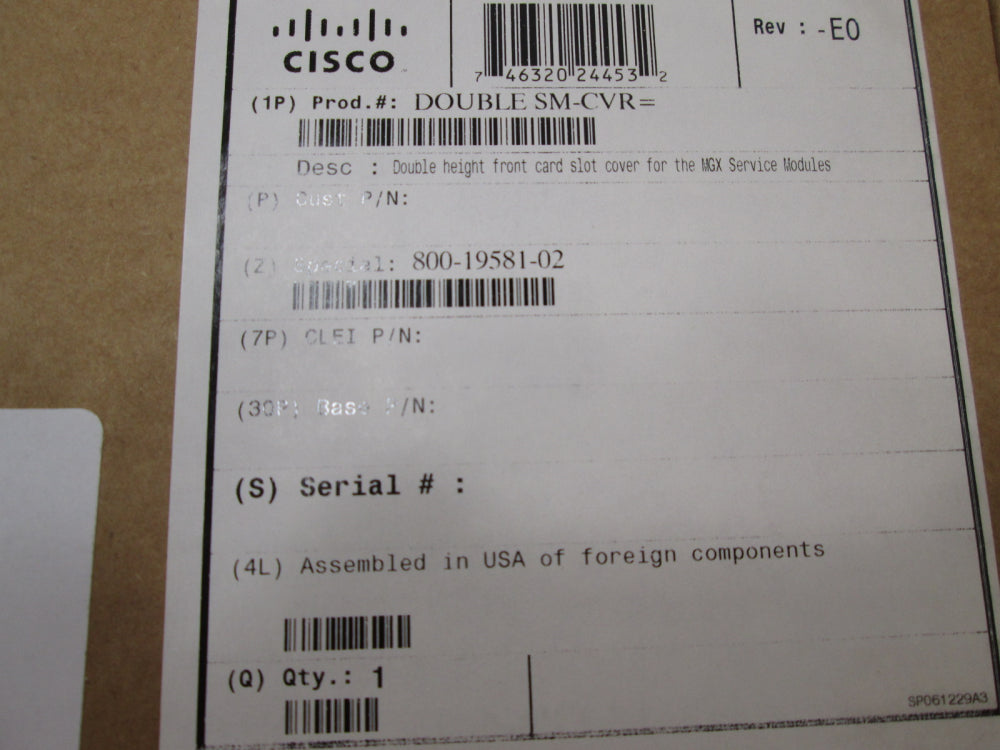 CISCO
7 46320 24453 2
Rev : -E0
(1P) Prod.#: DOUBLE SM-CVR=
Desc : Double height front card slot cover for the MGX Service Modules
(P) Cust P/N:
(Z) Special: 800-19581-02
(7P) CLEI P/N:
(30P) Base P/N:
(S) Serial # :
(4L) Assembled in USA of foreign components
(Q) Qty.: 1
SP061229A3